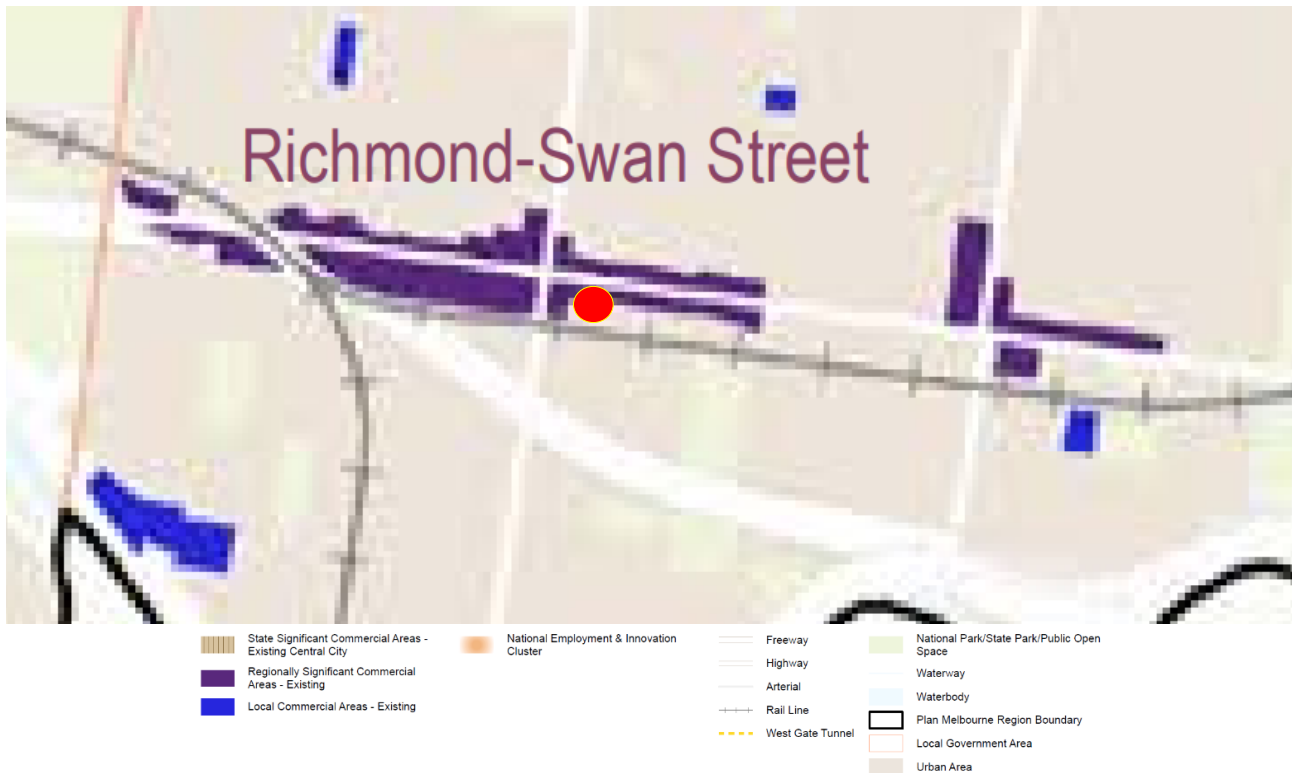 Richmond-Swan Street
State Significant Commercial Areas -
Existing Central City
Regionally Significant Commercial
Areas - Existing
Local Commercial Areas - Existing
National Employment & Innovation
Cluster
Freeway
Highway
Arterial
Rail Line
West Gate Tunnel
National Park/State Park/Public Open
Space
Waterway
Waterbody
Plan Melbourne Region Boundary
Local Government Area
Urban Area